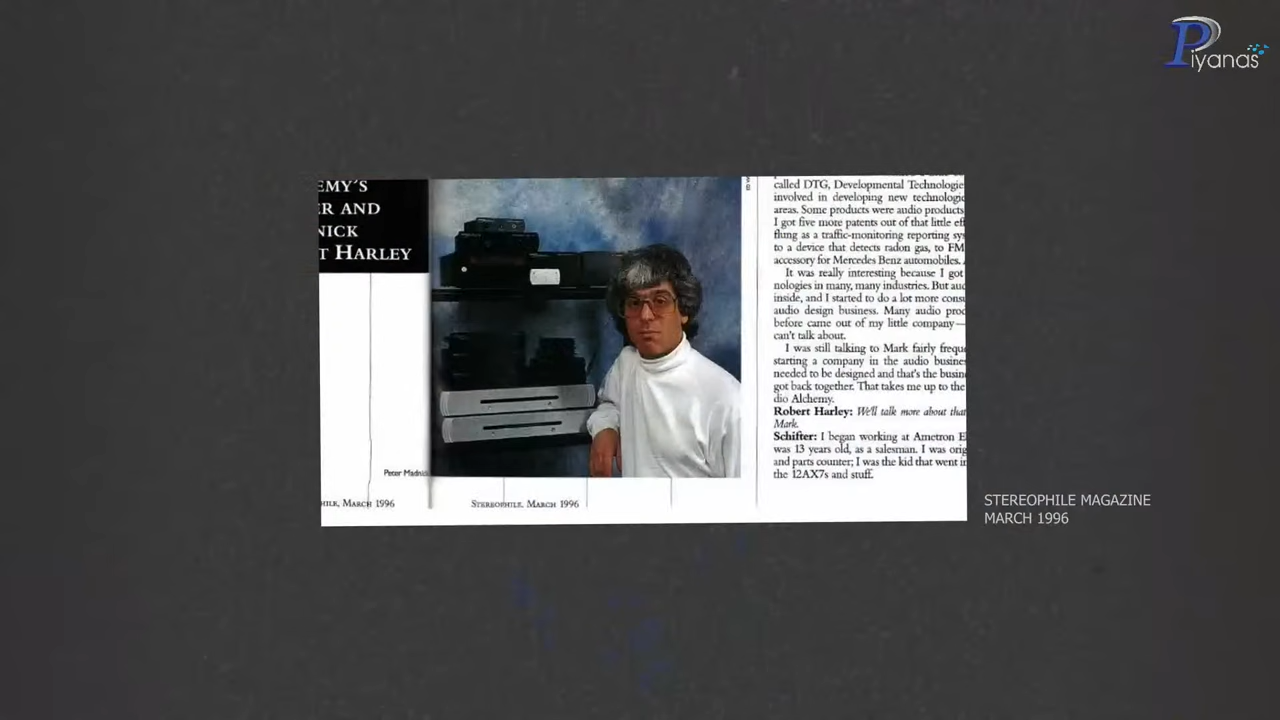 Piyanas
EMY'S
ER AND
NICK
T HARLEY
called DTG, Developmental Technologie
involved in developing new technologic
areas. Some products were audio products
I got five more patents out of that little eff
flung as a traffic-monitoring reporting sys
to a device that detects radon gas, to FM
accessory for Mercedes Benz automobiles.
It was really interesting because I got
nologies in many, many industries. But aud
inside, and I started to do a lot more consu
audio design business. Many audio prod
before came out of my little company—
can't talk about.
I was still talking to Mark fairly freque
starting a company in the audio busines
needed to be designed and that's the busin
got back together. That takes me up to the
dio Alchemy.
Robert Harley: We'll talk more about that
Mark.
Schifter: I began working at Ametron E
was 13 years old, as a salesman. I was orig
and parts counter; I was the kid that went in
the 12AX7s and stuff.
Peter Madnick
HILE, MARCH 1996
STEREOPHILE, MARCH 1996
STEREOPHILE MAGAZINE
MARCH 1996